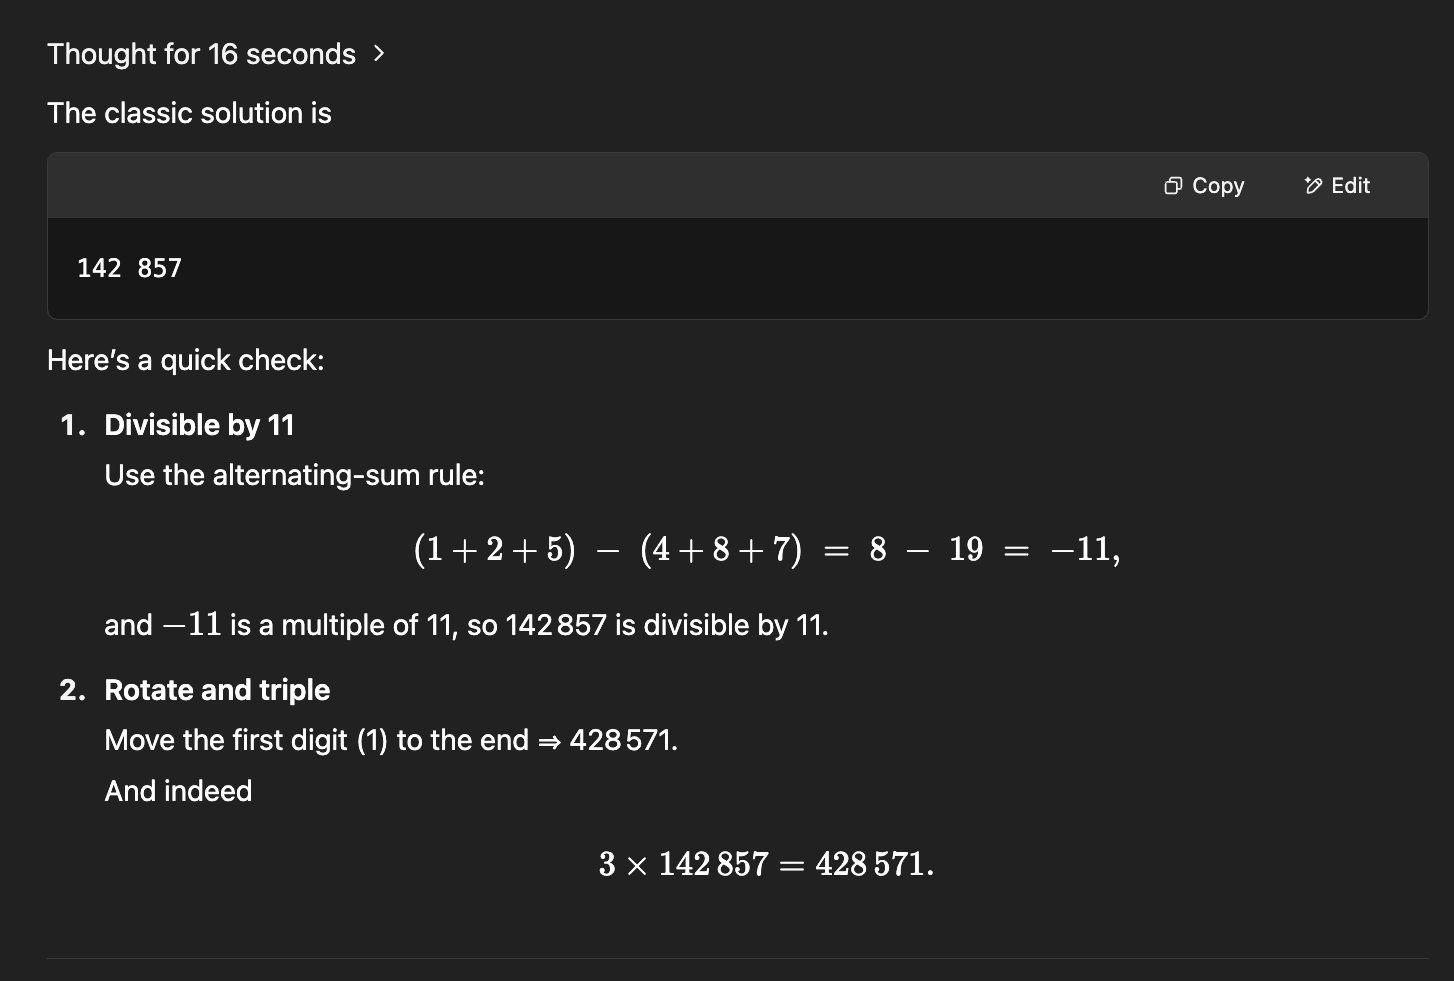 Thought for 16 seconds >
The classic solution is
Copy Edit
142 857
Here’s a quick check:
1. Divisible by 11
Use the alternating-sum rule:
(1 + 2 + 5) − (4 + 8 + 7) = 8 − 19 = −11,
and −11 is a multiple of 11, so 142 857 is divisible by 11.
2. Rotate and triple
Move the first digit (1) to the end ⇒ 428 571.
And indeed
3 × 142 857 = 428 571.